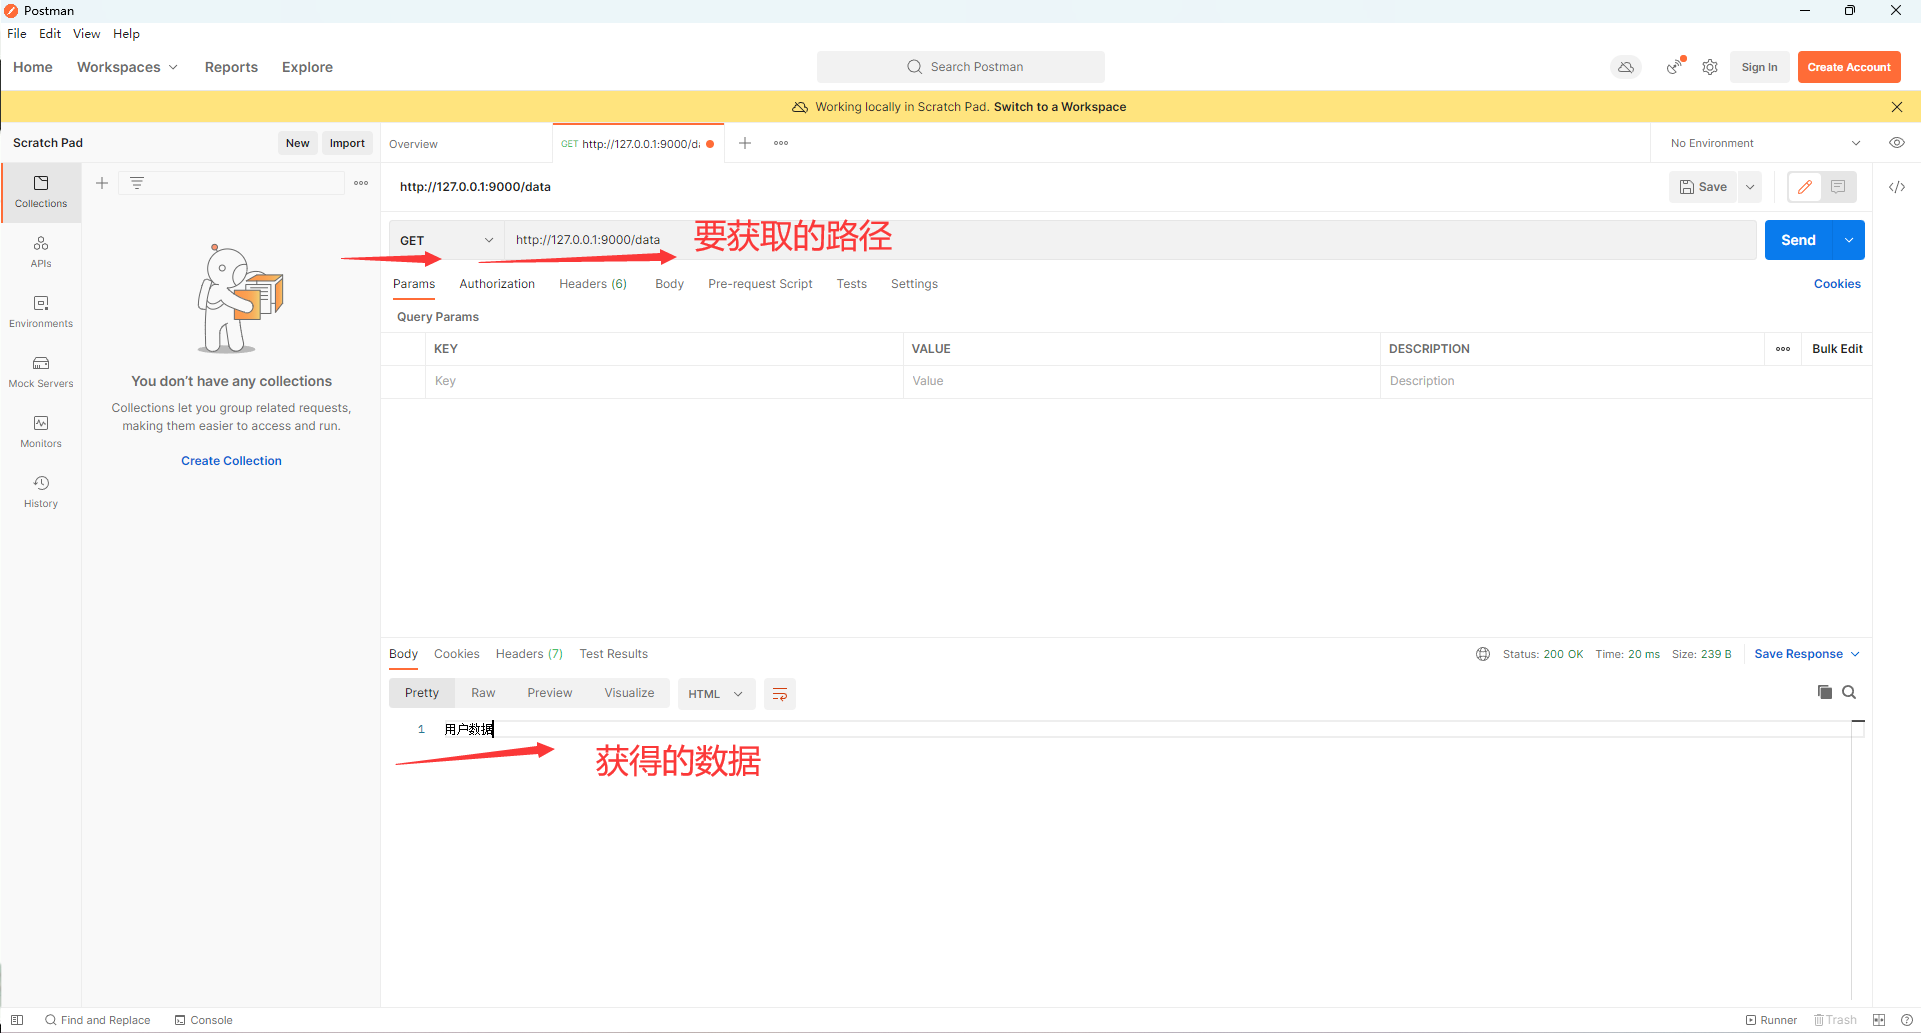 Postman
File Edit View Help
Home Workspaces Reports Explore
Search Postman
Sign In
Create Account
Working locally in Scratch Pad. Switch to a Workspace
Scratch Pad
New
Import
Overview
GET http://127.0.0.1:9000/d
No Environment
http://127.0.0.1:9000/data
Save
Collections
APIs
Environments
Mock Servers
Monitors
History
You don’t have any collections
Collections let you group related requests,
making them easier to access and run.
Create Collection
GET
http://127.0.0.1:9000/data
要获取的路径
Send
Params Authorization Headers (6) Body Pre-request Script Tests Settings
Cookies
Query Params
KEY VALUE DESCRIPTION
Bulk Edit
Key Value Description
Body Cookies Headers (7) Test Results
Status: 200 OK Time: 20 ms Size: 239 B
Save Response
Pretty Raw Preview Visualize
HTML
1 用户数据
获得的数据
Find and Replace
Console
Runner
Trash